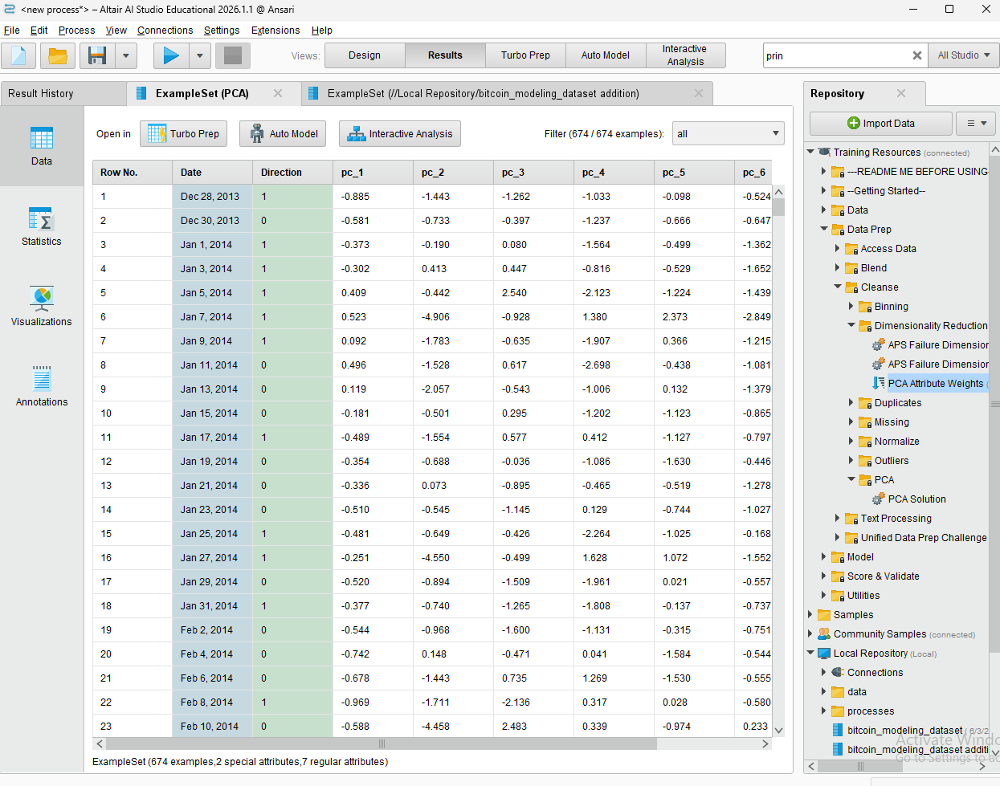 <new process*> – Altair AI Studio Educational 2026.1.1 @ Ansari
File Edit Process View Connections Settings Extensions Help
Views: Design Results Turbo Prep Auto Model Interactive Analysis prin All Studio
Result History ExampleSet (PCA) ExampleSet (//Local Repository/bitcoin_modeling_dataset addition)
Open in Turbo Prep Auto Model Interactive Analysis Filter (674 / 674 examples): all
Data
Statistics
Visualizations
Annotations
Row No. Date Direction pc_1 pc_2 pc_3 pc_4 pc_5 pc_6
1 Dec 28, 2013 1 -0.885 -1.443 -1.262 -1.033 -0.098 -0.524
2 Dec 30, 2013 0 -0.581 -0.733 -0.397 -1.237 -0.666 -0.647
3 Jan 1, 2014 1 -0.373 -0.190 0.080 -1.564 -0.499 -1.362
4 Jan 3, 2014 1 -0.302 0.413 0.447 -0.816 -0.529 -1.652
5 Jan 5, 2014 1 0.409 -0.442 2.540 -2.123 -1.224 -1.439
6 Jan 7, 2014 1 0.523 -4.906 -0.928 1.380 2.373 -2.849
7 Jan 9, 2014 1 0.092 -1.783 -0.635 -1.907 0.366 -1.215
8 Jan 11, 2014 0 0.496 -1.528 0.617 -2.698 -0.438 -1.081
9 Jan 13, 2014 0 0.119 -2.057 -0.543 -1.006 0.132 -1.379
10 Jan 15, 2014 0 -0.181 -0.501 0.295 -1.202 -1.123 -0.865
11 Jan 17, 2014 1 -0.489 -1.554 0.577 0.412 -1.127 -0.797
12 Jan 19, 2014 0 -0.354 -0.688 -0.036 -1.086 -1.630 -0.446
13 Jan 21, 2014 0 -0.336 0.073 -0.895 -0.465 -0.519 -1.278
14 Jan 23, 2014 0 -0.510 -0.545 -1.145 0.129 -0.744 -1.027
15 Jan 25, 2014 1 -0.481 -0.649 -0.426 -2.264 -1.025 -0.168
16 Jan 27, 2014 1 -0.251 -4.550 -0.499 1.628 1.072 -1.552
17 Jan 29, 2014 0 -0.520 -0.894 -1.509 -1.961 0.021 -0.557
18 Jan 31, 2014 1 -0.377 -0.740 -1.265 -1.808 -0.137 -0.737
19 Feb 2, 2014 0 -0.544 -0.968 -1.600 -1.131 -0.315 -0.751
20 Feb 4, 2014 0 -0.742 0.148 -0.471 0.041 -1.584 -0.544
21 Feb 6, 2014 0 -0.678 -1.443 0.735 1.269 -1.530 -0.555
22 Feb 8, 2014 1 -0.969 -1.711 -2.136 0.317 0.028 -0.580
23 Feb 10, 2014 0 -0.588 -4.458 2.483 0.339 -0.974 0.233
ExampleSet (674 examples,2 special attributes,7 regular attributes)
Repository
Import Data
Training Resources (connected)
---README ME BEFORE USING
--Getting Started--
Data
Data Prep
Access Data
Blend
Cleanse
Binning
Dimensionality Reduction
APS Failure Dimension
APS Failure Dimension
PCA Attribute Weights
Duplicates
Missing
Normalize
Outliers
PCA
PCA Solution
Text Processing
Unified Data Prep Challenge
Model
Score & Validate
Utilities
Samples
Community Samples (connected)
Local Repository (Local)
Connections
data
processes
bitcoin_modeling_dataset (6/3/2
bitcoin_modeling_dataset additi
Activate Windo
Go to Settings to ac